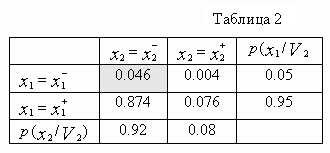 Таблица 2
x₂ = x₂⁻ x₂ = x₂⁺ p(x₁/V₂
x₁ = x₁⁻ 0.046 0.004 0.05
x₁ = x₁⁺ 0.874 0.076 0.95
p(x₂/V₂) 0.92 0.08